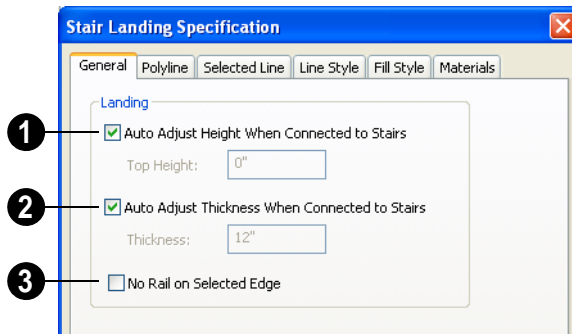 Stair Landing Specification
General Polyline Selected Line Line Style Fill Style Materials
Landing
1 Auto Adjust Height When Connected to Stairs
Top Height: 0"
2 Auto Adjust Thickness When Connected to Stairs
Thickness: 12"
3 No Rail on Selected Edge